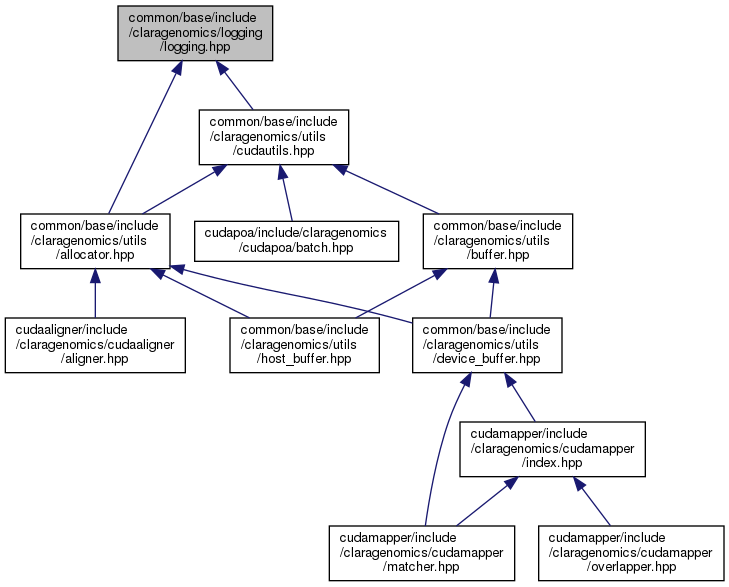 common/base/include
/claragenomics/logging
/logging.hpp
common/base/include
/claragenomics/utils
/cudautils.hpp
common/base/include
/claragenomics/utils
/allocator.hpp
cudapoa/include/claragenomics
/cudapoa/batch.hpp
common/base/include
/claragenomics/utils
/buffer.hpp
cudaaligner/include
/claragenomics/cudaaligner
/aligner.hpp
common/base/include
/claragenomics/utils
/host_buffer.hpp
common/base/include
/claragenomics/utils
/device_buffer.hpp
cudamapper/include
/claragenomics/cudamapper
/index.hpp
cudamapper/include
/claragenomics/cudamapper
/matcher.hpp
cudamapper/include
/claragenomics/cudamapper
/overlapper.hpp